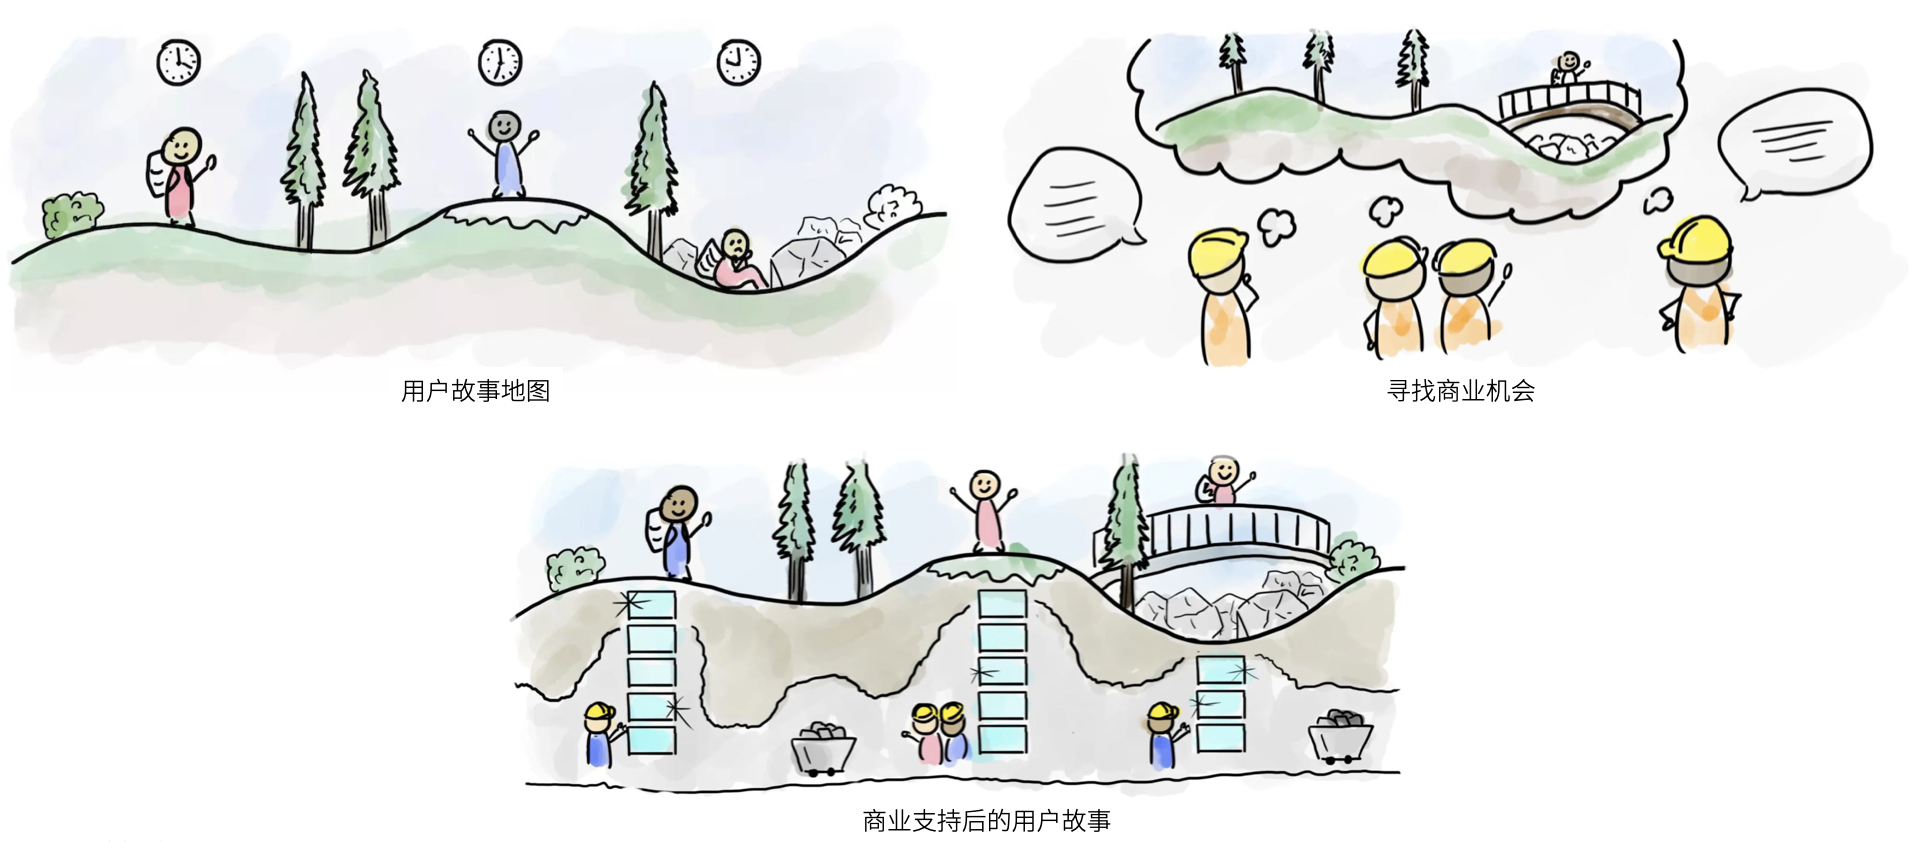 用户故事地图
寻找商业机会
商业支持后的用户故事